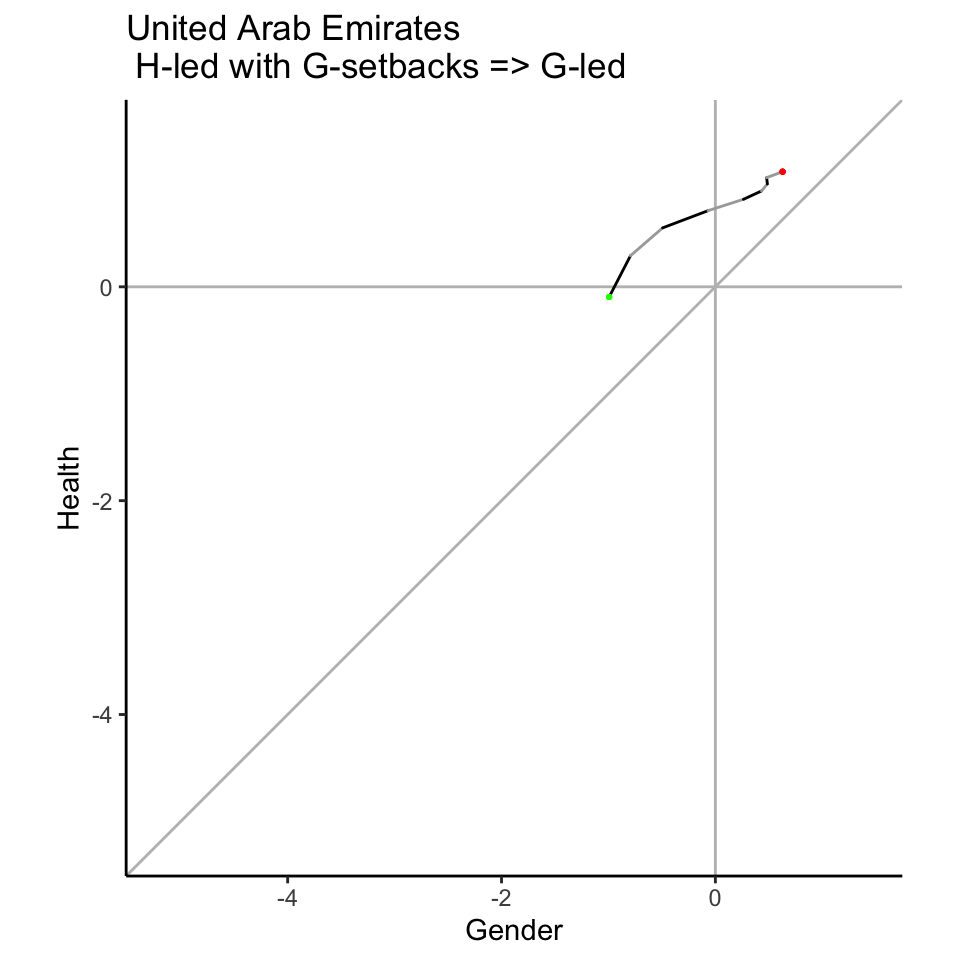 United Arab Emirates
H-led with G-setbacks => G-led
0
-2
-4
Health
-4
-2
0
Gender